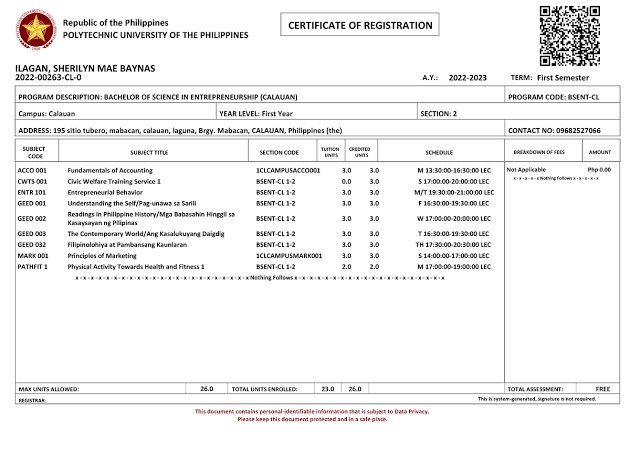 Republic of the Philippines
POLYTECHNIC UNIVERSITY OF THE PHILIPPINES
CERTIFICATE OF REGISTRATION
ILAGAN, SHERILYN MAE BAYNAS
2022-00263-CL-0 A.Y.: 2022-2023 TERM: First Semester
PROGRAM DESCRIPTION: BACHELOR OF SCIENCE IN ENTREPRENEURSHIP (CALAUAN) PROGRAM CODE: BSENT-CL
Campus: Calauan YEAR LEVEL: First Year SECTION: 2
ADDRESS: 195 sitio tubero, mabacan, calauan, laguna, Brgy. Mabacan, CALAUAN, Philippines (the) CONTACT NO: 09682527066
SUBJECT CODE SUBJECT TITLE SECTION CODE TUITION UNITS CREDITED UNITS SCHEDULE BREAKDOWN OF FEES AMOUNT
ACCO 001 Fundamentals of Accounting 1CLCAMPUSACCO001 3.0 3.0 M 13:30:00-16:30:00 LEC Not Applicable Php 0.00
CWTS 001 Civic Welfare Training Service 1 BSENT-CL 1-2 0.0 3.0 S 17:00:00-20:00:00 LEC x - x - x - x - x Nothing Follows x - x - x - x - x
ENTR 101 Entrepreneurial Behavior BSENT-CL 1-2 3.0 3.0 M/T 19:30:00-21:00:00 LEC
GEED 001 Understanding the Self/Pag-unawa sa Sarili BSENT-CL 1-2 3.0 3.0 F 16:30:00-19:30:00 LEC
GEED 002 Readings in Philippine History/Mga Babasahin Hinggil sa Kasaysayan ng Pilipinas BSENT-CL 1-2 3.0 3.0 W 17:00:00-20:00:00 LEC
GEED 003 The Contemporary World/Ang Kasalukuyang Daigdig BSENT-CL 1-2 3.0 3.0 T 16:30:00-19:30:00 LEC
GEED 032 Filipinolohiya at Pambansang Kaunlaran BSENT-CL 1-2 3.0 3.0 TH 17:30:00-20:30:00 LEC
MARK 001 Principles of Marketing 1CLCAMPUSMARK001 3.0 3.0 S 14:00:00-17:00:00 LEC
PATHFIT 1 Physical Activity Towards Health and Fitness 1 BSENT-CL 1-2 2.0 2.0 M 17:00:00-19:00:00 LEC
x - x - x - x - x - x - x - x - x - x - x - x - x - x - x - x - x - x - x - x - x - x - x Nothing Follows x - x - x - x - x - x - x - x - x - x - x - x - x - x - x - x - x - x - x - x
MAX UNITS ALLOWED: 26.0 TOTAL UNITS ENROLLED: 23.0 26.0 TOTAL ASSESSMENT: FREE
REGISTRAR: This is system-generated, signature is not required.
This document contains personal-identifiable information that is subject to Data Privacy.
Please keep this document protected and in a safe place.